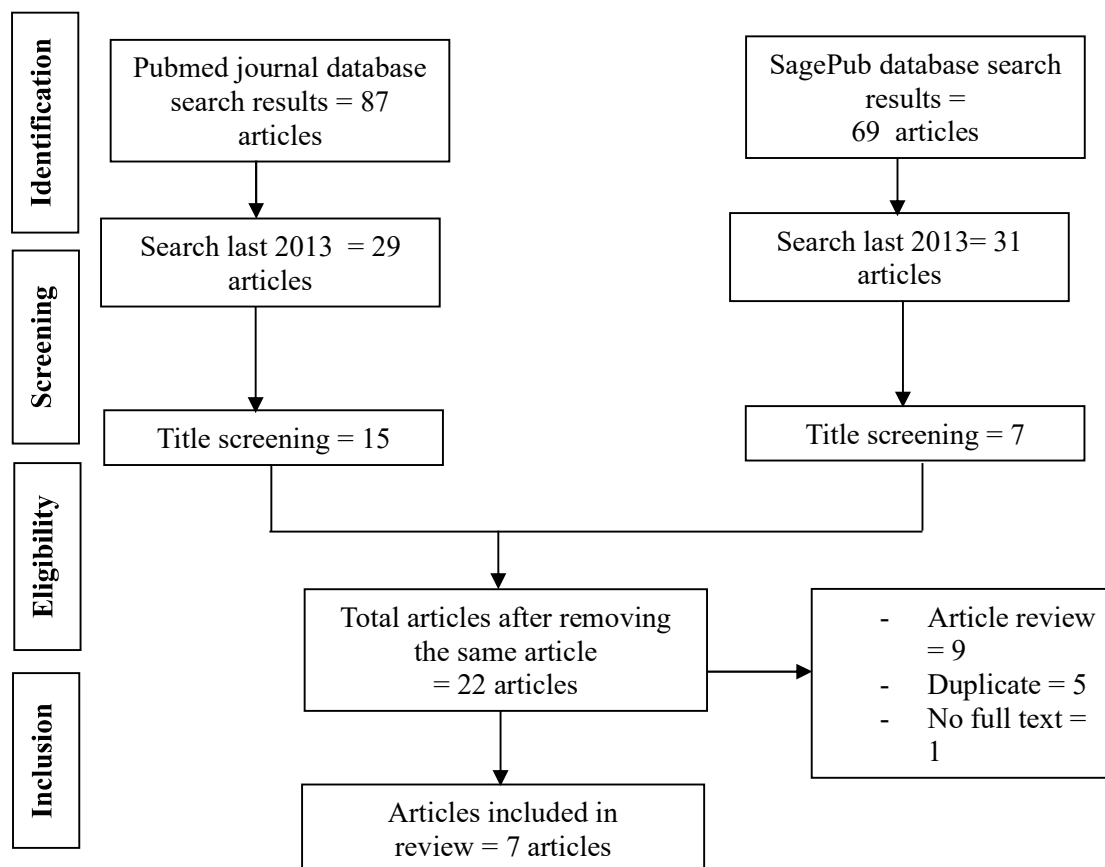 Identification
Pubmed journal database
search results = 87
articles
SagePub database search
results =
69 articles
Search last 2013 = 29
articles
Search last 2013= 31
articles
Screening
Title screening = 15
Title screening = 7
Eligibility
Total articles after removing
the same article
= 22 articles
- Article review
= 9
- Duplicate = 5
- No full text =
1
Inclusion
Articles included in
review = 7 articles